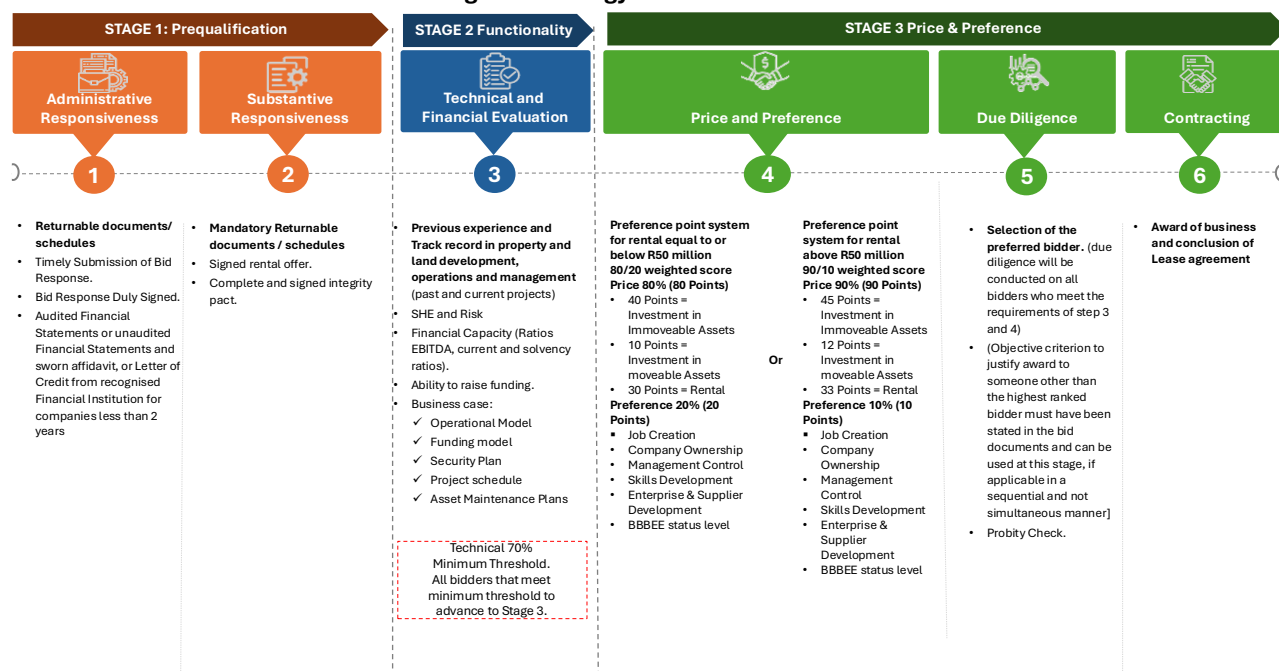 STAGE 1: Prequalification
STAGE 2 Functionality
STAGE 3 Price & Preference
Administrative
Responsiveness
Substantive
Responsiveness
Technical and
Financial Evaluation
Price and Preference
Due Diligence
Contracting
1
2
3
4
5
6
• Returnable documents/
schedules
• Timely Submission of Bid
Response.
• Bid Response Duly Signed.
• Audited Financial
Statements or unaudited
Financial Statements and
sworn affidavit, or Letter of
Credit from recognised
Financial Institution for
companies less than 2
years
• Mandatory Returnable
documents / schedules
• Signed rental offer.
• Complete and signed integrity
pact.
• Previous experience and
Track record in property and
land development,
operations and management
(past and current projects)
• SHE and Risk
• Financial Capacity (Ratios
EBITDA, current and solvency
ratios).
• Ability to raise funding.
• Business case:
✓ Operational Model
✓ Funding model
✓ Security Plan
✓ Project schedule
✓ Asset Maintenance Plans
Technical 70%
Minimum Threshold.
All bidders that meet
minimum threshold to
advance to Stage 3.
Preference point system
for rental equal to or
below R50 million
80/20 weighted score
Price 80% (80 Points)
• 40 Points =
Investment in
Immoveable Assets
• 10 Points =
Investment in
moveable Assets
• 30 Points = Rental
Preference 20% (20
Points)
▪ Job Creation
• Company Ownership
• Management Control
• Skills Development
• Enterprise & Supplier
Development
• BBBEE status level
Or
Preference point
system for rental
above R50 million
90/10 weighted score
Price 90% (90 Points)
• 45 Points =
Investment in
Immoveable Assets
• 12 Points =
Investment in
moveable Assets
• 33 Points = Rental
Preference 10% (10
Points)
▪ Job Creation
• Company
Ownership
• Management
Control
• Skills Development
• Enterprise &
Supplier
Development
• BBBEE status level
• Selection of the
preferred bidder. (due
diligence will be
conducted on all
bidders who meet the
requirements of step 3
and 4)
• (Objective criterion to
justify award to
someone other than
the highest ranked
bidder must have been
stated in the bid
documents and can be
used at this stage, if
applicable in a
sequential and not
simultaneous manner]
• Probity Check.
• Award of business
and conclusion of
Lease agreement